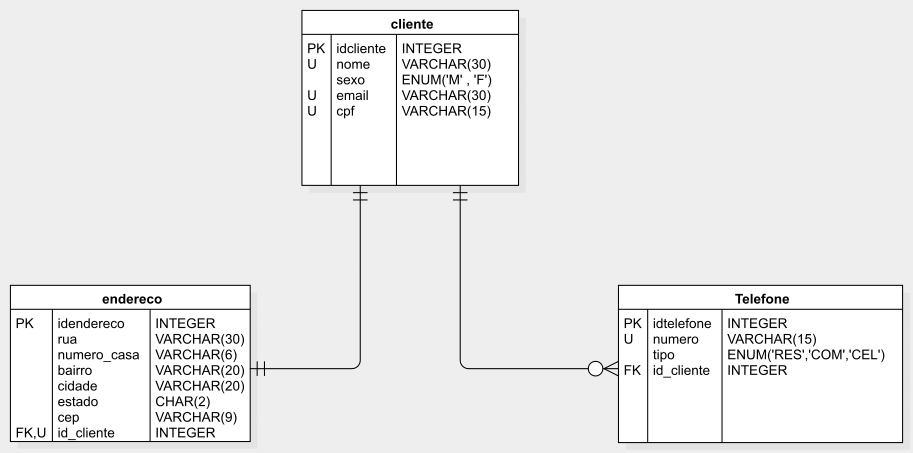 cliente
PK idcliente INTEGER
U nome VARCHAR(30)
sexo ENUM('M' , 'F')
U email VARCHAR(30)
U cpf VARCHAR(15)
endereco
PK idendereco INTEGER
rua VARCHAR(30)
numero_casa VARCHAR(6)
bairro VARCHAR(20)
cidade VARCHAR(20)
estado CHAR(2)
cep VARCHAR(9)
FK,U id_cliente INTEGER
Telefone
PK idtelefone INTEGER
U numero VARCHAR(15)
tipo ENUM('RES','COM','CEL')
FK id_cliente INTEGER